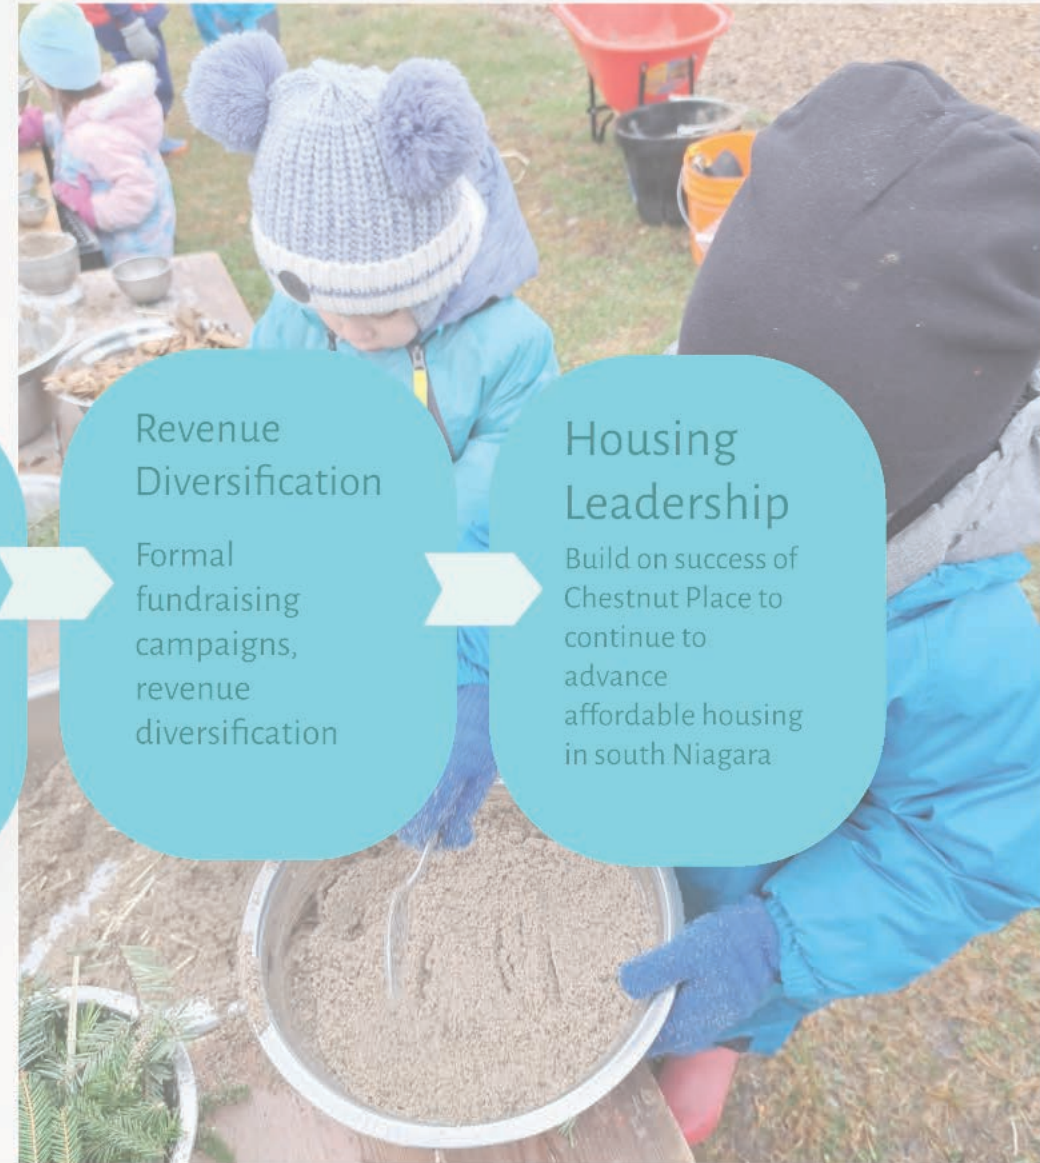 Revenue
Diversification
Formal
fundraising
campaigns,
revenue
diversification
Housing
Leadership
Build on success of
Chestnut Place to
continue to
advance
affordable housing
in south Niagara